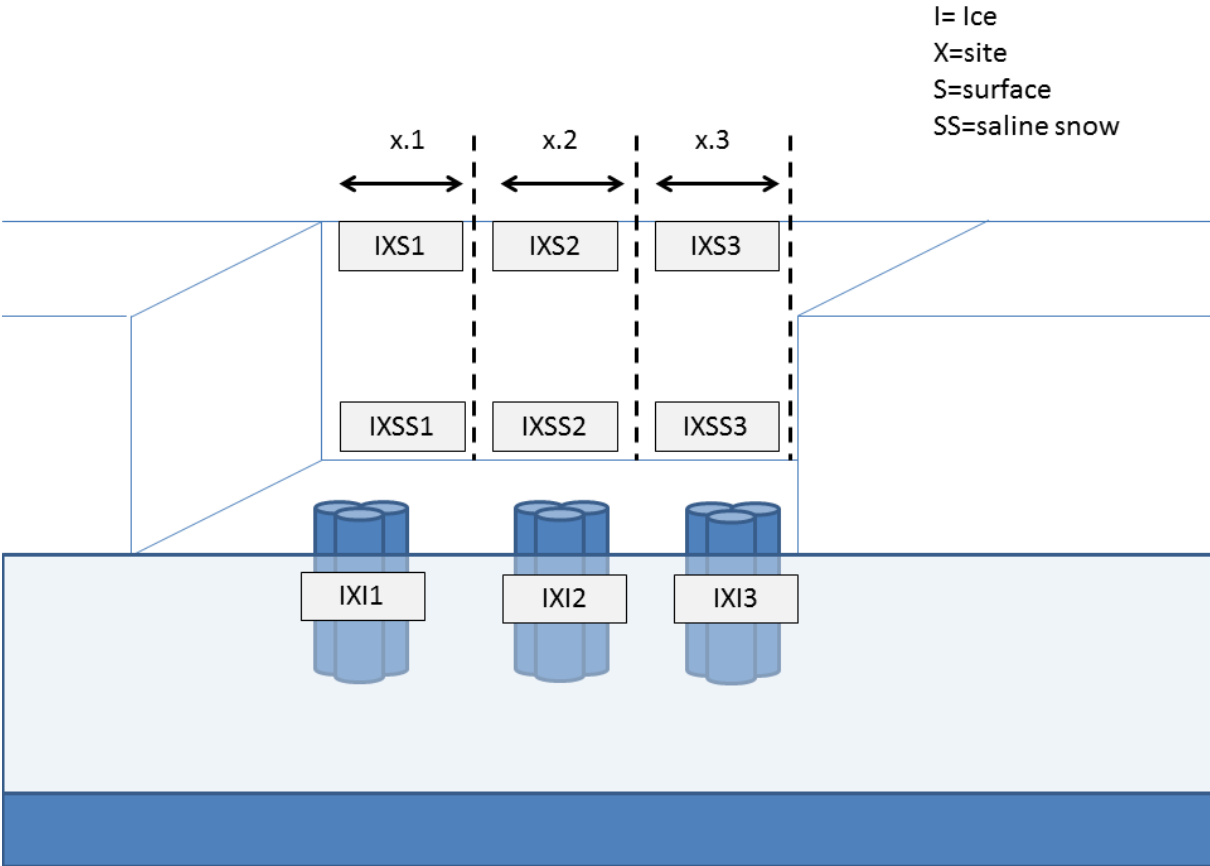 I= Ice
X=site
S=surface
SS=saline snow
x.1 x.2 x.3
IXS1 IXS2 IXS3
IXSS1 IXSS2 IXSS3
IXI1 IXI2 IXI3